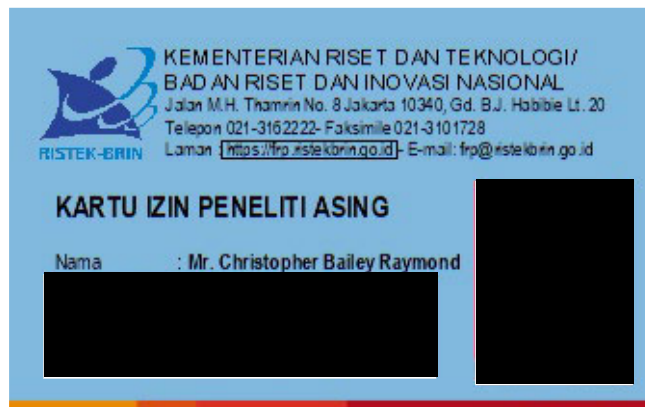 KEMENTERIAN RISET DAN TEKNOLOGI/
BADAN RISET DAN INOVASI NASIONAL
Jalan M.H. Thamrin No. 8 Jakarta 10340, Gd. B.J. Habibie Lt. 20
Telepon 021-3162222- Faksimile 021-3101728
Laman : https://frp.ristekbrin.go.id - E-mail: frp@ristekbrin.go.id
RISTEK-BRIN
KARTU IZIN PENELITI ASING
Nama : Mr. Christopher Bailey Raymond